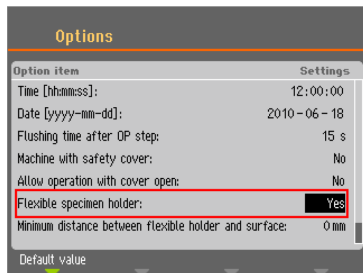 Options
Option item Settings
Time [hh:mm:ss]: 12:00:00
Date [yyyy-mm-dd]: 2010-06-18
Flushing time after OP step: 15 s
Machine with safety cover: No
Allow operation with cover open: No
Flexible specimen holder: Yes
Minimum distance between flexible holder and surface: 0 mm
Default value